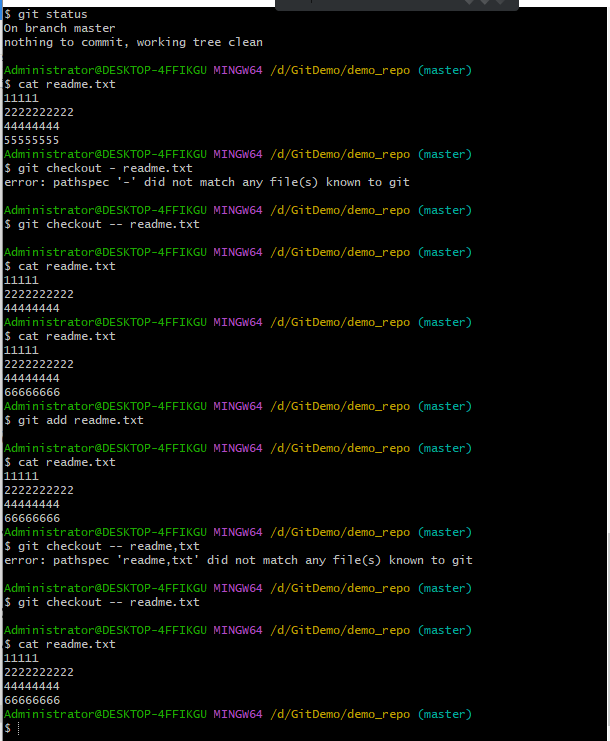 $ git status
On branch master
nothing to commit, working tree clean
Administrator@DESKTOP-4FFIKGU MINGW64 /d/GitDemo/demo_repo (master)
$ cat readme.txt
11111
2222222222
44444444
55555555
Administrator@DESKTOP-4FFIKGU MINGW64 /d/GitDemo/demo_repo (master)
$ git checkout - readme.txt
error: pathspec '-' did not match any file(s) known to git
Administrator@DESKTOP-4FFIKGU MINGW64 /d/GitDemo/demo_repo (master)
$ git checkout -- readme.txt
Administrator@DESKTOP-4FFIKGU MINGW64 /d/GitDemo/demo_repo (master)
$ cat readme.txt
11111
2222222222
44444444
Administrator@DESKTOP-4FFIKGU MINGW64 /d/GitDemo/demo_repo (master)
$ cat readme.txt
11111
2222222222
44444444
66666666
Administrator@DESKTOP-4FFIKGU MINGW64 /d/GitDemo/demo_repo (master)
$ git add readme.txt
Administrator@DESKTOP-4FFIKGU MINGW64 /d/GitDemo/demo_repo (master)
$ cat readme.txt
11111
2222222222
44444444
66666666
Administrator@DESKTOP-4FFIKGU MINGW64 /d/GitDemo/demo_repo (master)
$ git checkout -- readme,txt
error: pathspec 'readme,txt' did not match any file(s) known to git
Administrator@DESKTOP-4FFIKGU MINGW64 /d/GitDemo/demo_repo (master)
$ git checkout -- readme.txt
Administrator@DESKTOP-4FFIKGU MINGW64 /d/GitDemo/demo_repo (master)
$ cat readme.txt
11111
2222222222
44444444
66666666
Administrator@DESKTOP-4FFIKGU MINGW64 /d/GitDemo/demo_repo (master)
$